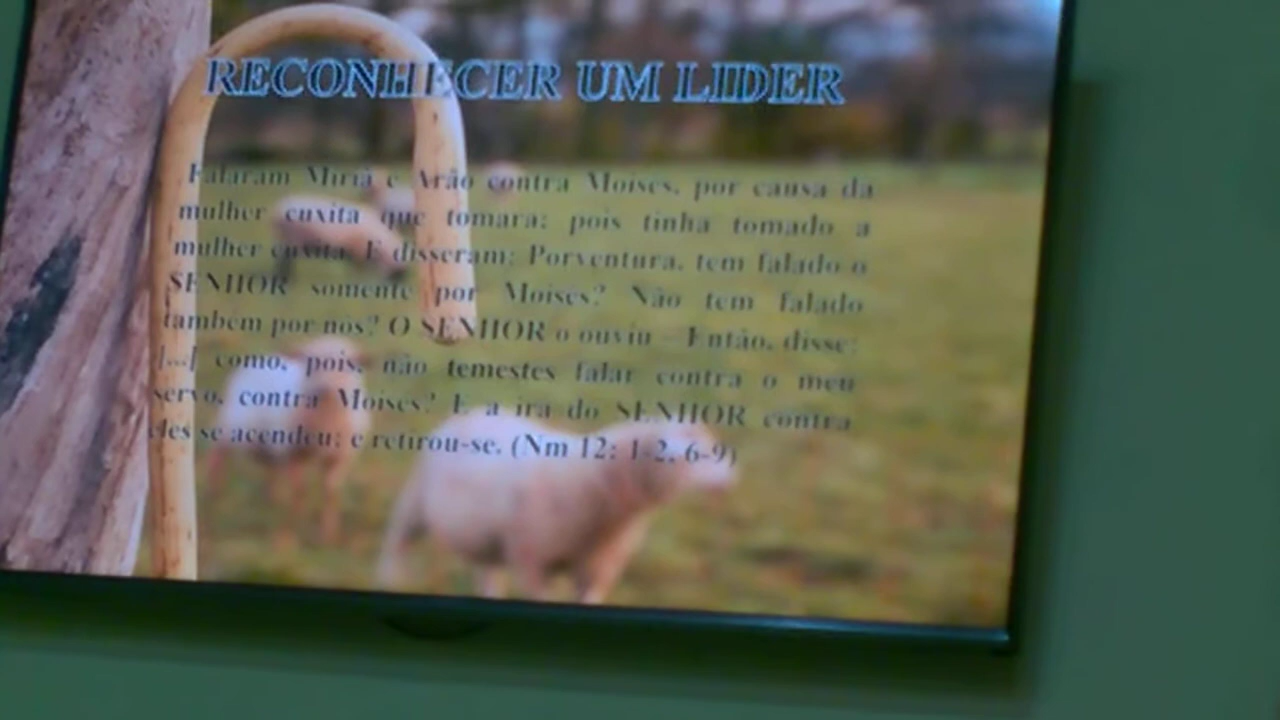 RECONHECER UM LIDER
Falaram Miriã e Arão contra Moisés, por causa da
mulher cuxita que tomara; pois tinha tomado a
mulher cuxita. E disseram: Porventura, tem falado o
SENHOR somente por Moisés? Não tem falado
também por nós? O SENHOR o ouviu Então, disse:
[...] como, pois, não temestes falar contra o meu
servo, contra Moisés? E a ira do SENHOR contra
eles se acendeu; e retirou-se. (Nm 12: 1-2, 6-9)